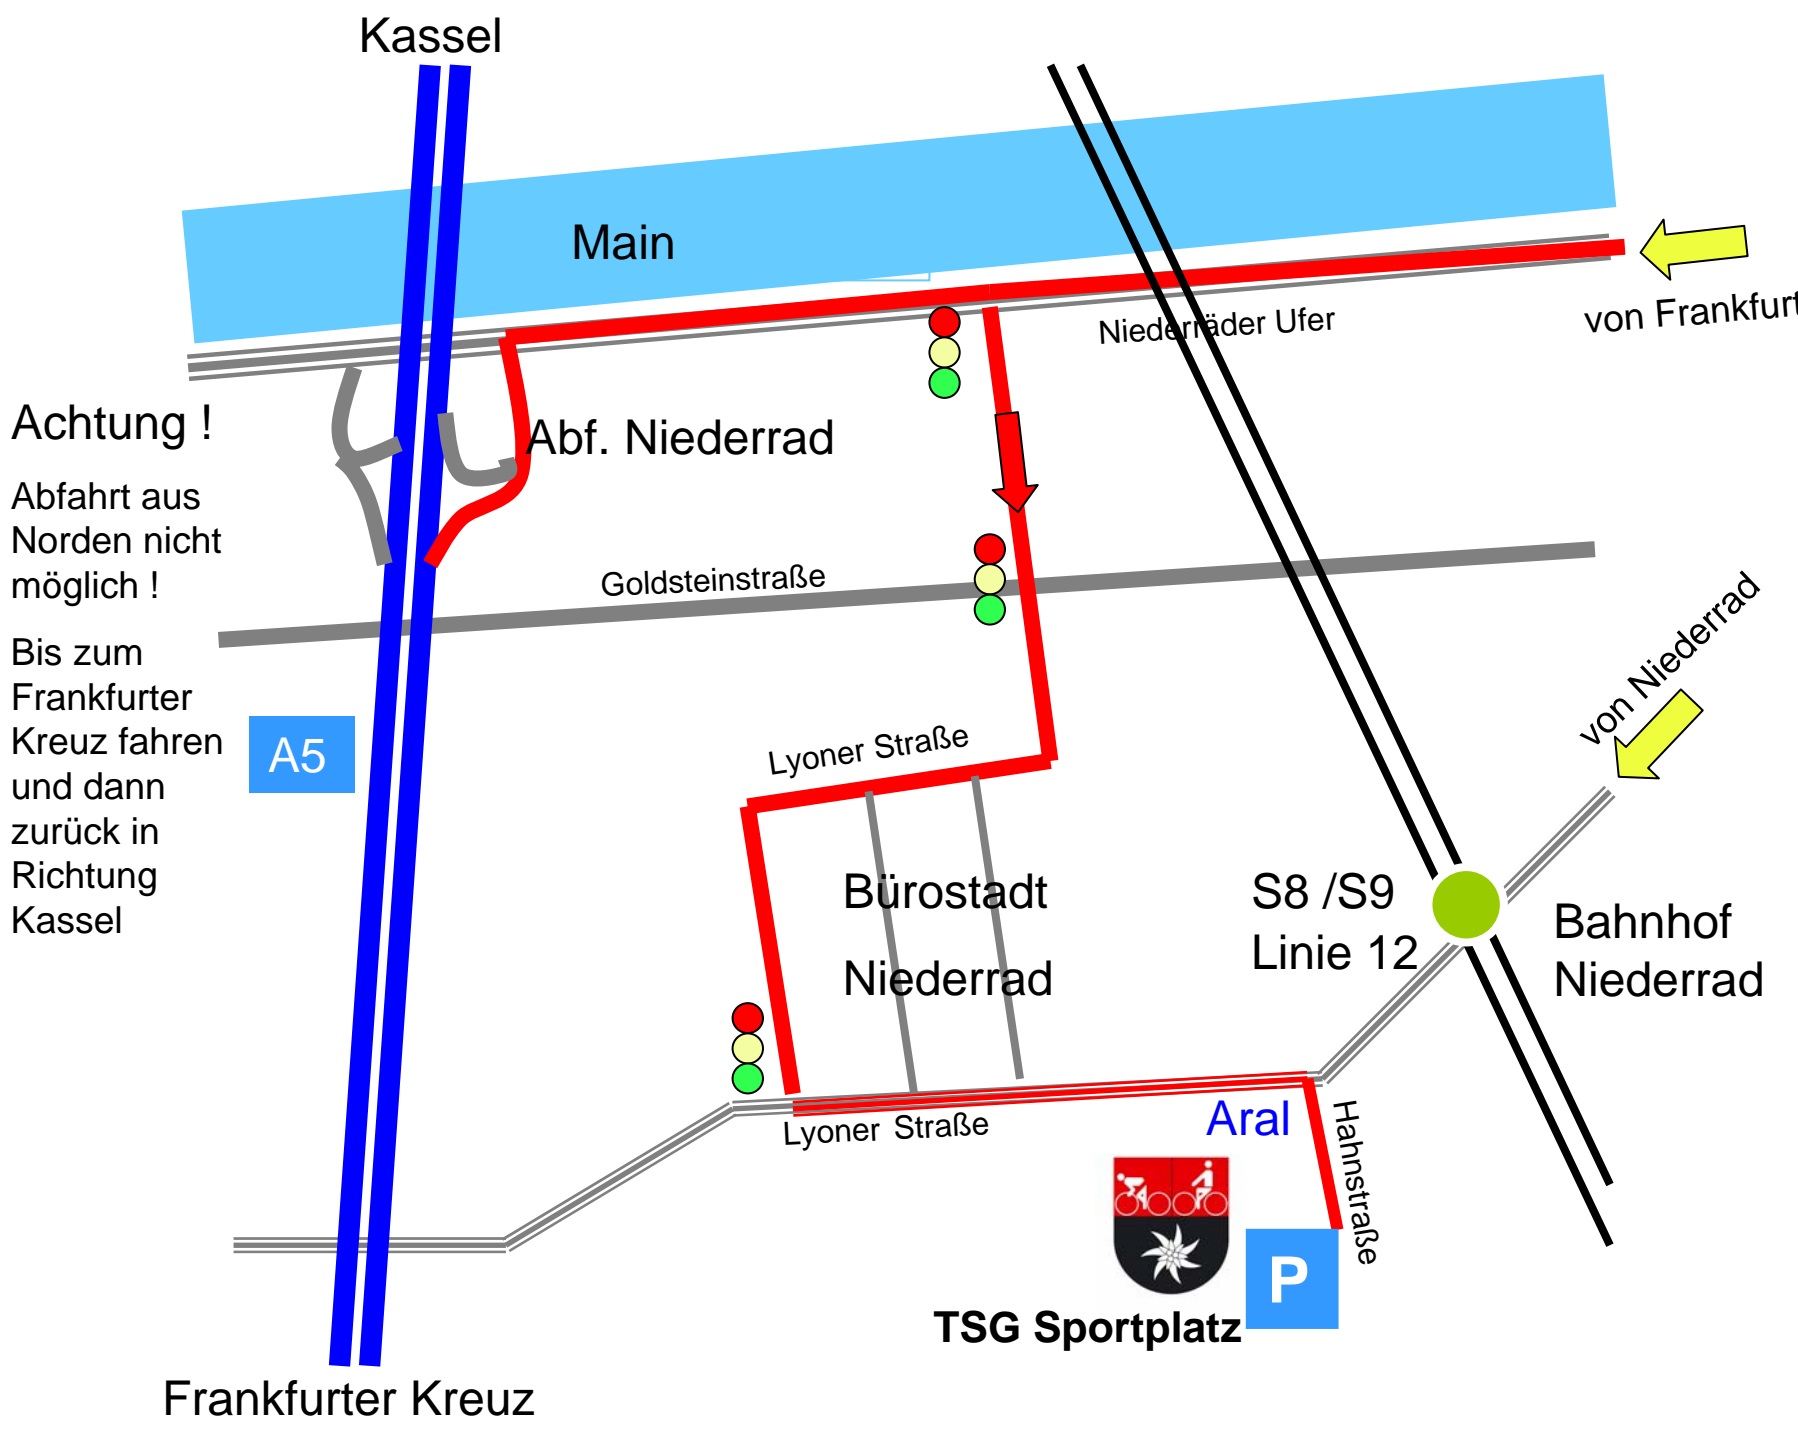 Kassel
Main
Niederräder Ufer
von Frankfurt
Achtung !
Abf. Niederrad
Abfahrt aus
Norden nicht
möglich !
Goldsteinstraße
Bis zum
Frankfurter
Kreuz fahren
und dann
zurück in
Richtung
Kassel
A5
von Niederrad
Lyoner Straße
Bürostadt
Niederrad
S8 /S9
Linie 12
Bahnhof
Niederrad
Lyoner Straße
Aral
Hahnstraße
P
TSG Sportplatz
Frankfurter Kreuz